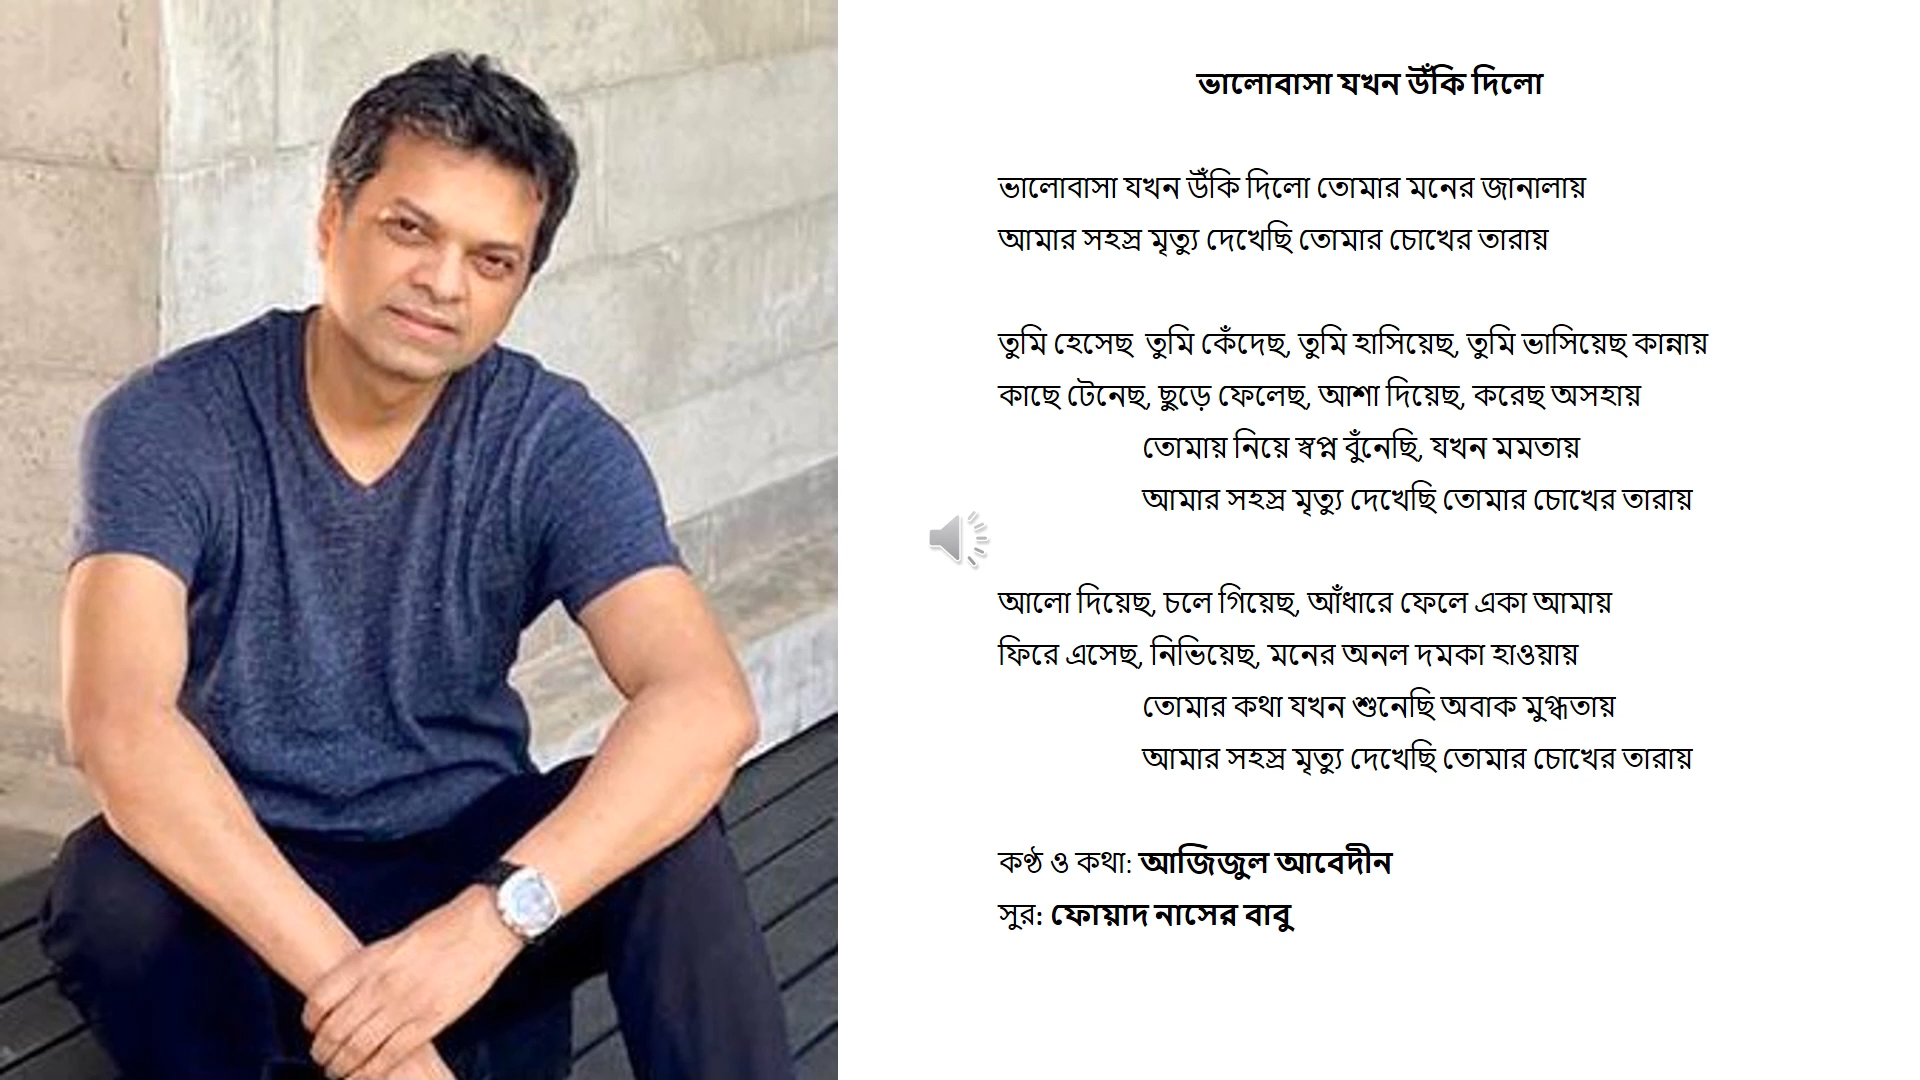 ভালোবাসা যখন উঁকি দিলো
ভালোবাসা যখন উঁকি দিলো তোমার মনের জানালায়
আমার সহস্র মৃত্যু দেখেছি তোমার চোখের তারায়
তুমি হেসেছ তুমি কেঁদেছ, তুমি হাসিয়েছ, তুমি ভাসিয়েছ কান্নায়
কাছে টেনেছ, ছুড়ে ফেলেছ, আশা দিয়েছ, করেছ অসহায়
তোমায় নিয়ে স্বপ্ন বুঁনেছি, যখন মমতায়
আমার সহস্র মৃত্যু দেখেছি তোমার চোখের তারায়
আলো দিয়েছ, চলে গিয়েছ, আঁধারে ফেলে একা আমায়
ফিরে এসেছ, নিভিয়েছ, মনের অনল দমকা হাওয়ায়
তোমার কথা যখন শুনেছি অবাক মুগ্ধতায়
আমার সহস্র মৃত্যু দেখেছি তোমার চোখের তারায়
কণ্ঠ ও কথা: আজিজুল আবেদীন
সুর: ফোয়াদ নাসের বাবু